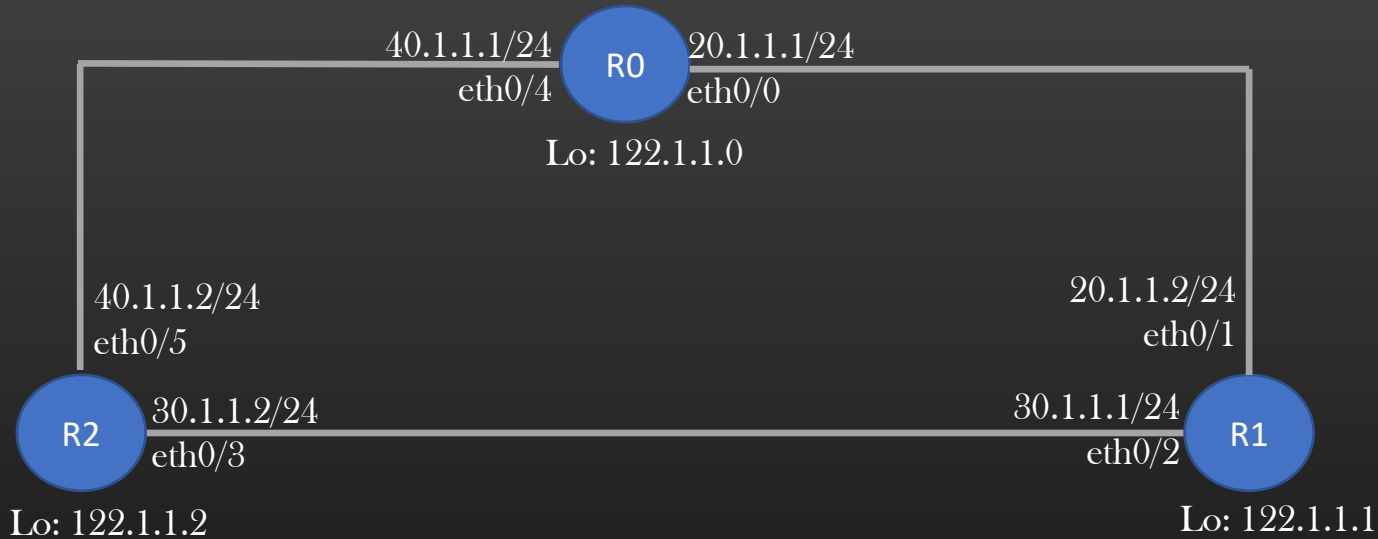 40.1.1.1/24
eth0/4
R0
20.1.1.1/24
eth0/0
Lo: 122.1.1.0
40.1.1.2/24
eth0/5
20.1.1.2/24
eth0/1
R2
30.1.1.2/24
eth0/3
30.1.1.1/24
eth0/2
R1
Lo: 122.1.1.2
Lo: 122.1.1.1